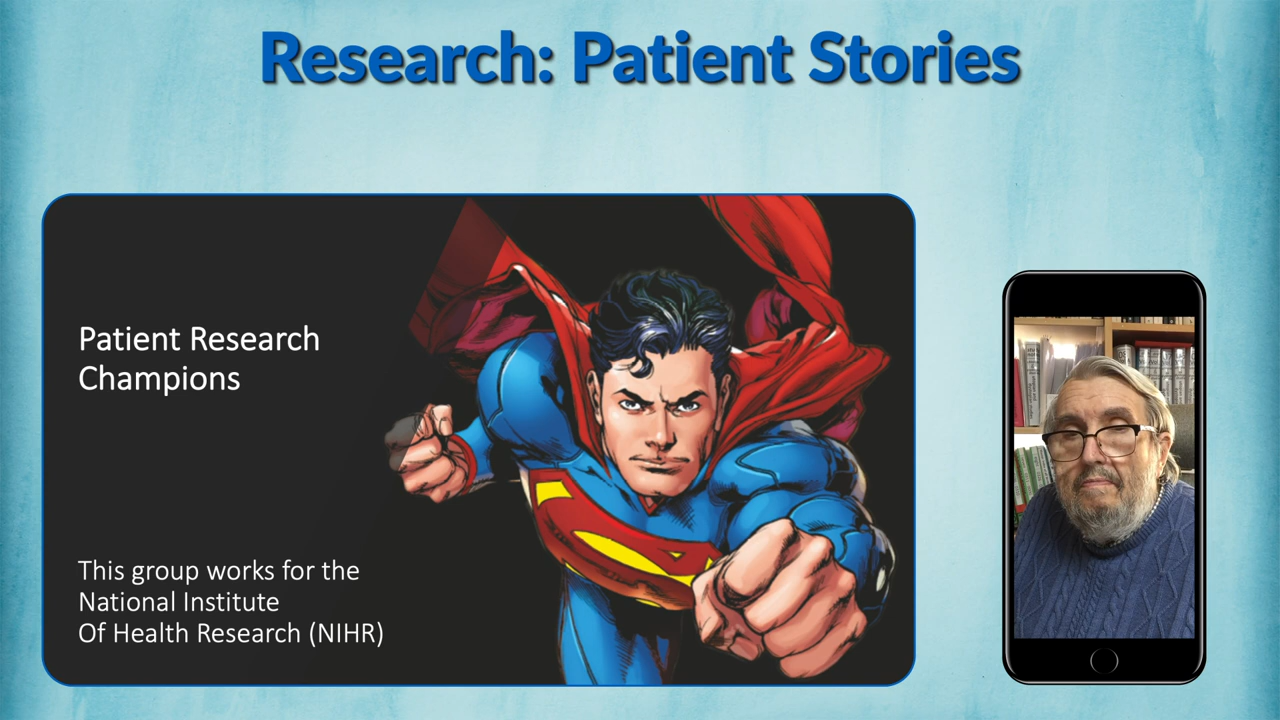 Research: Patient Stories
Patient Research
Champions
This group works for the
National Institute
Of Health Research (NIHR)